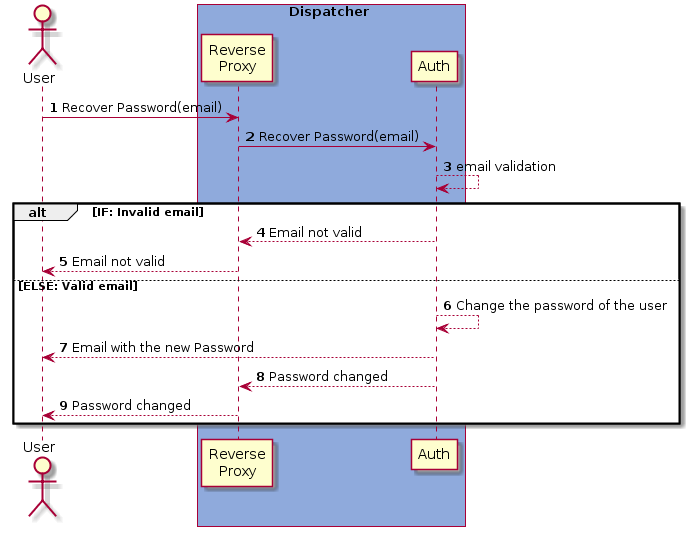 Dispatcher
User
Reverse
Proxy
Auth
1 Recover Password(email)
2 Recover Password(email)
3 email validation
alt [IF: Invalid email]
4 Email not valid
5 Email not valid
[ELSE: Valid email]
6 Change the password of the user
7 Email with the new Password
8 Password changed
9 Password changed
User
Reverse
Proxy
Auth